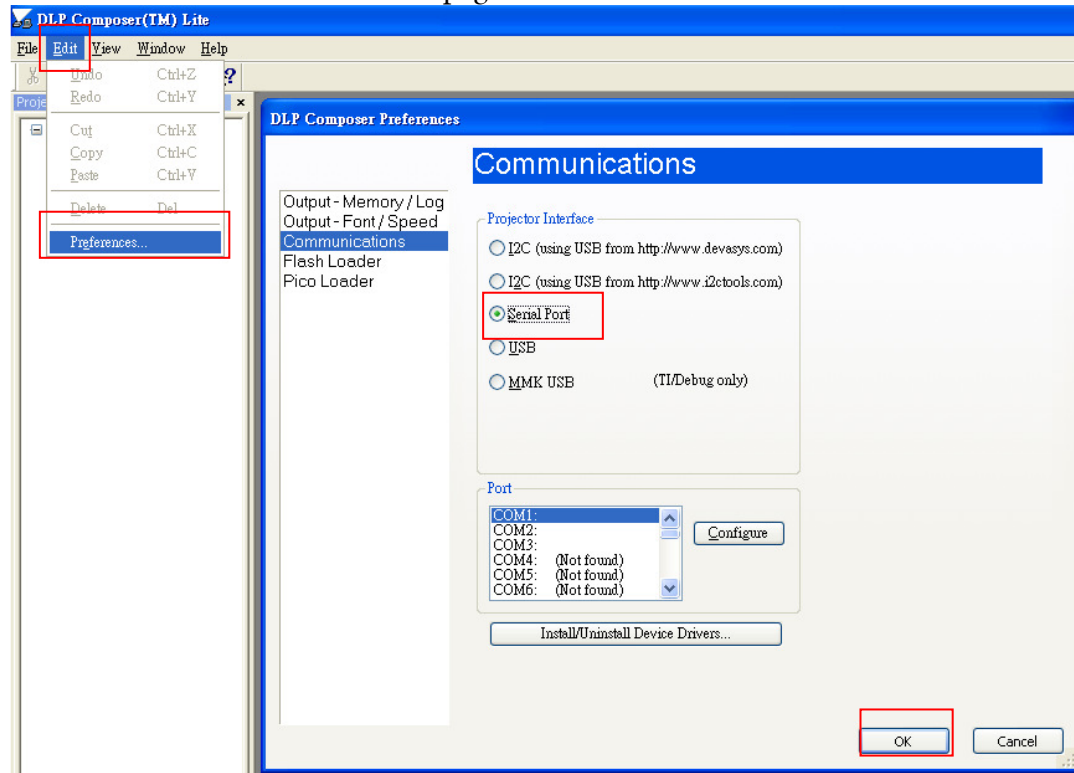 pag
DLP Composer(TM) Lite
File Edit View Window Help
Undo Ctrl+Z
Redo Ctrl+Y
Proje
Cut Ctrl+X
Copy Ctrl+C
Paste Ctrl+V
Delete Del
Preferences...
DLP Composer Preferences
Communications
Output - Memory / Log
Output - Font / Speed
Communications
Flash Loader
Pico Loader
Projector Interface
I2C (using USB from http://www.devasys.com)
I2C (using USB from http://www.i2ctools.com)
Serial Port
USB
MMK USB (TI/Debug only)
Port
COM1:
COM2:
COM3:
COM4: (Not found)
COM5: (Not found)
COM6: (Not found)
Configure
Install/Uninstall Device Drivers...
OK Cancel